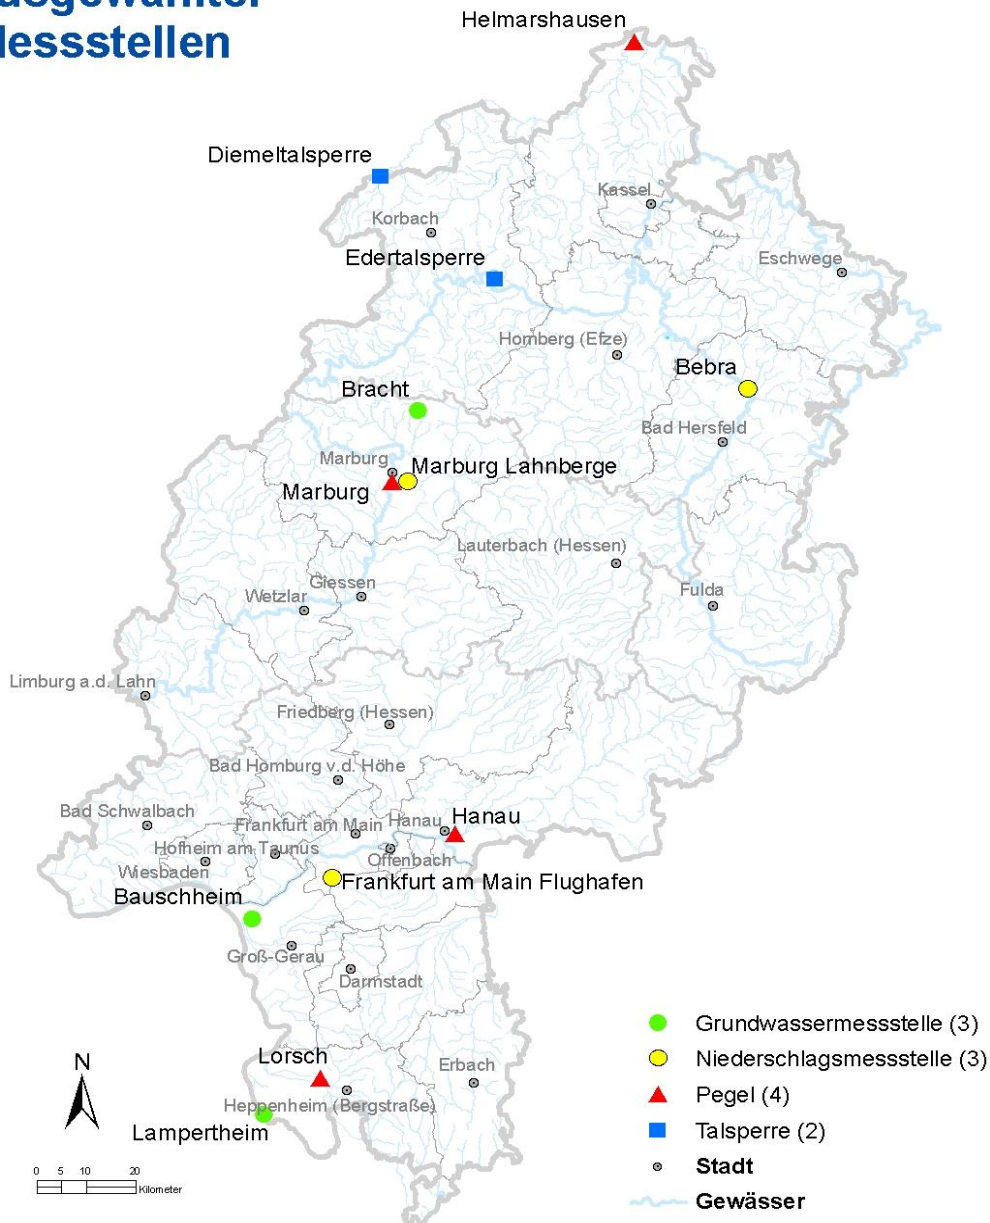 Messstellen
Helmarshausen
Diemeltalsperre
Kassel
Korbach
Edertalsperre
Eschwege
Homberg (Efze)
Bebra
Bracht
Bad Hersfeld
Marburg
Marburg Lahnberge
Marburg
Lauterbach (Hessen)
Giessen
Wetzlar
Fulda
Limburg a.d. Lahn
Friedberg (Hessen)
Bad Homburg v.d. Höhe
Bad Schwalbach
Frankfurt am Main
Hanau
Hanau
Hofheim am Taunus
Offenbach
Wiesbaden
Frankfurt am Main Flughafen
Bauschheim
Groß-Gerau
Darmstadt
Grundwassermessstelle (3)
Niederschlagsmessstelle (3)
Pegel (4)
Talsperre (2)
Stadt
Gewässer
N
Lorsch
Erbach
Heppenheim (Bergstraße)
Lampertheim
0 5 10 20
Kilometer